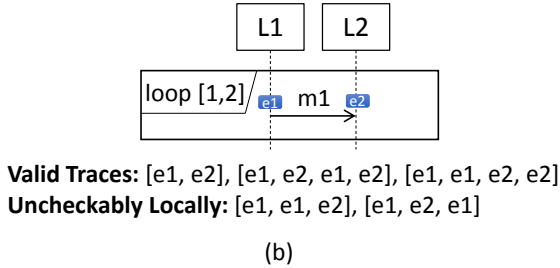 L1 L2
loop [1,2] e1 m1 e2
Valid Traces: [e1, e2], [e1, e2, e1, e2], [e1, e1, e2, e2]
Uncheckably Locally: [e1, e1, e2], [e1, e2, e1]
(b)